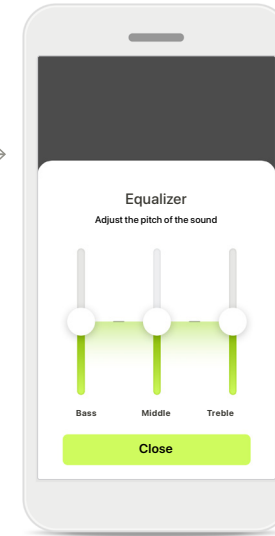 Equalizer
Adjust the pitch of the sound
Bass Middle Treble
Close